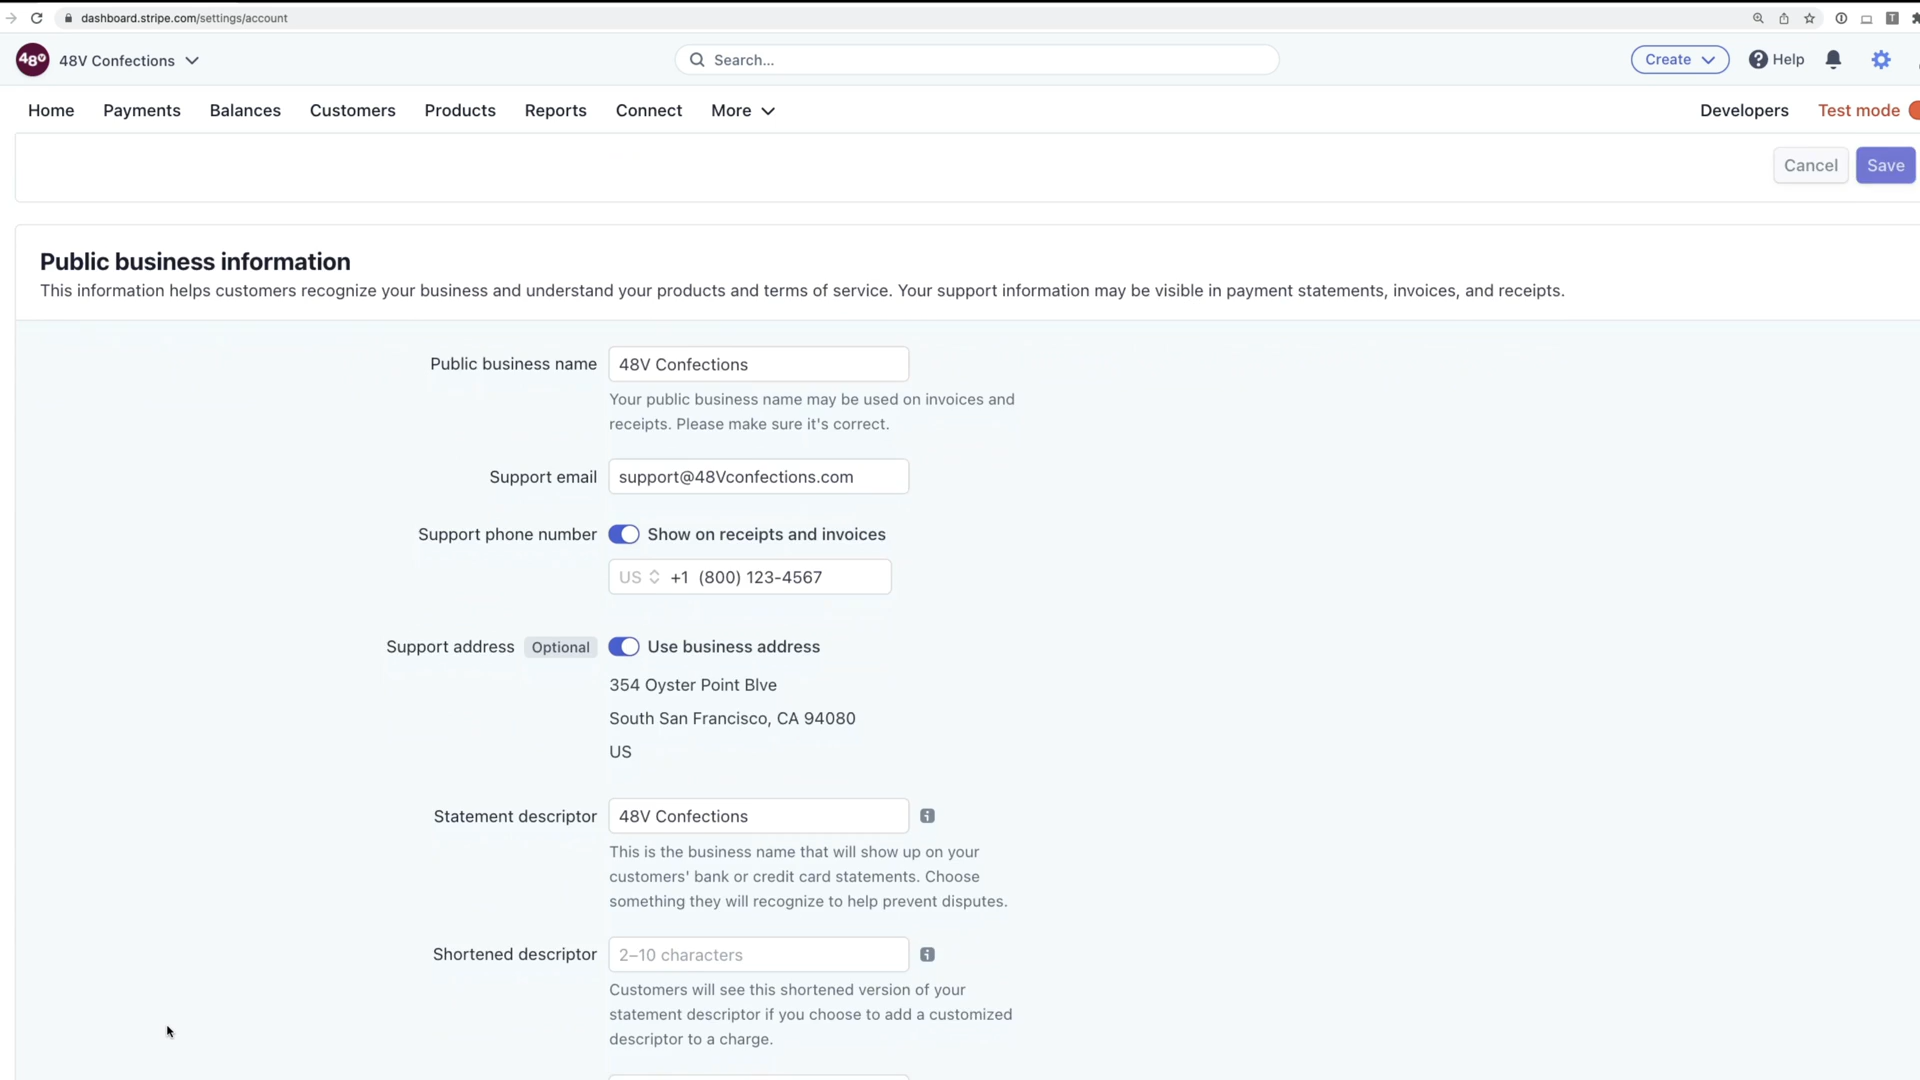 dashboard.stripe.com/settings/account
48V 48V Confections Search... Create Help
Home Payments Balances Customers Products Reports Connect More Developers Test mode
Cancel Save
Public business information
This information helps customers recognize your business and understand your products and terms of service. Your support information may be visible in payment statements, invoices, and receipts.
Public business name 48V Confections
Your public business name may be used on invoices and
receipts. Please make sure it's correct.
Support email support@48Vconfections.com
Support phone number Show on receipts and invoices
US +1 (800) 123-4567
Support address Optional Use business address
354 Oyster Point Blve
South San Francisco, CA 94080
US
Statement descriptor 48V Confections
This is the business name that will show up on your
customers' bank or credit card statements. Choose
something they will recognize to help prevent disputes.
Shortened descriptor 2–10 characters
Customers will see this shortened version of your
statement descriptor if you choose to add a customized
descriptor to a charge.